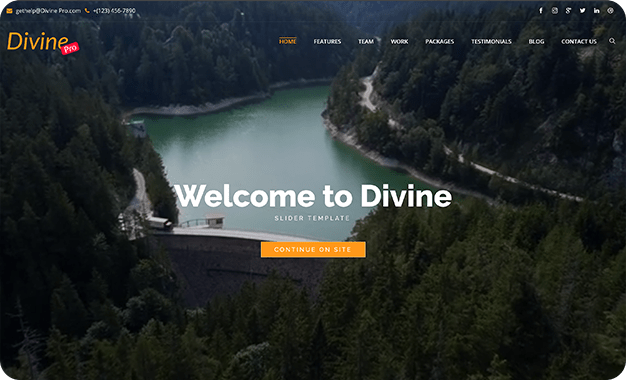 gethelp@Divine Pro.com +(123) 456-7890
Divine
Pro
HOME FEATURES TEAM WORK PACKAGES TESTIMONIALS BLOG CONTACT US
Welcome to Divine
SLIDER TEMPLATE
CONTINUE ON SITE